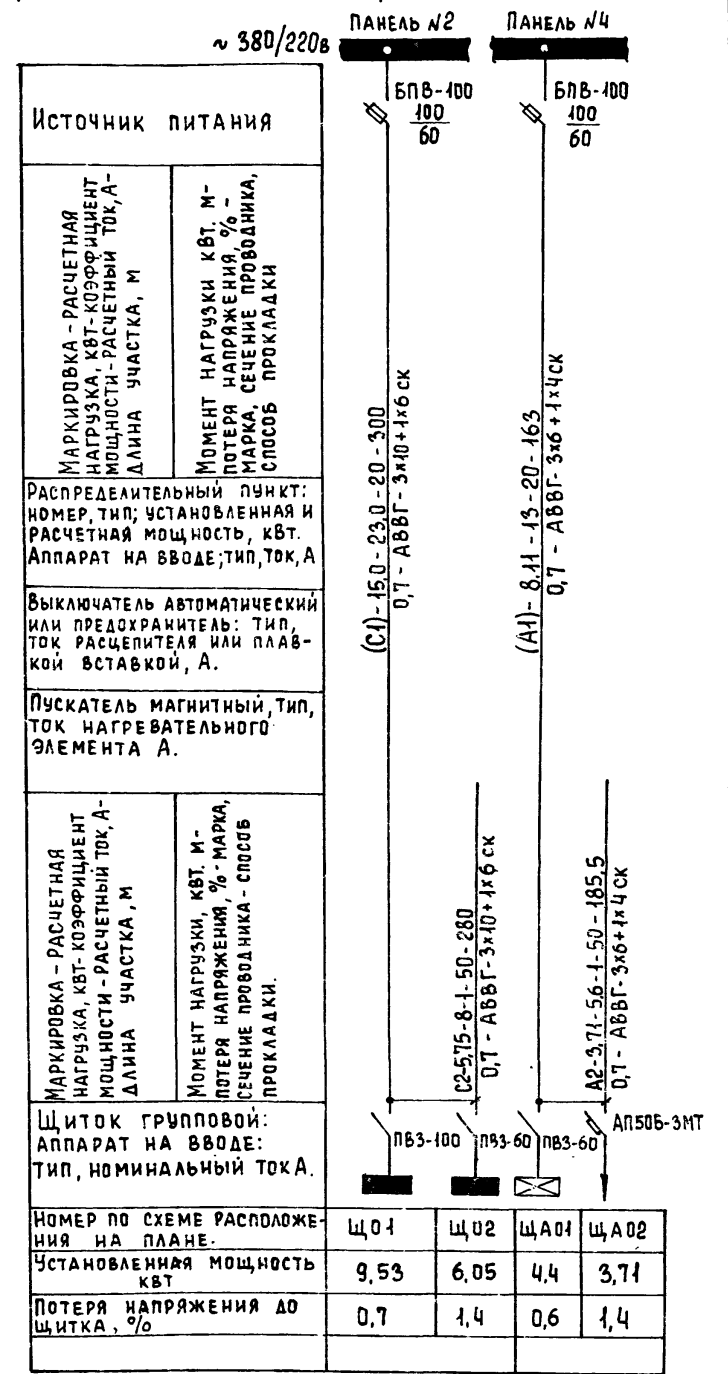 ПАНЕЛЬ №2
ПАНЕЛЬ №4
~ 380/220в
БПВ-100
100
60
БПВ-100
100
60
Источник питания
Маркировка - расчетная
нагрузка, квт-коэффициент
мощности - расчетный ток, А-
длина участка, м
Момент нагрузки квт. м-
потеря напряжения, % -
марка, сечение проводника,
способ прокладки
(С1) - 15,0 - 23,0 - 20 - 300
0,7 - АВВГ - 3х10 + 1х6 ск
(А1) - 8.11 - 13 - 20 - 163
0,7 - АВВГ - 3х6 + 1х4 ск
Распределительный пункт:
номер, тип; установленная и
расчетная мощность, квт.
Аппарат на вводе; тип, ток, А
Выключатель автоматический
или предохранитель: тип,
ток расцепителя или плав-
кой вставкой, А.
Пускатель магнитный, тип,
ток нагревательного
элемента А.
Маркировка - расчетная
нагрузка, квт-коэффициент
мощности - расчетный ток, А-
длина участка, м
Момент нагрузки, квт. м-
потеря напряжения, % - марка,
сечение проводника - способ
прокладки.
С2-5,75-8-1-50-280
0,7 - АВВГ - 3х10 + 1х6 ск
А2-3,71-5,6-1-50-185,5
0,7 - АВВГ-3х6+1х4 ск
Щиток групповой:
аппарат на вводе:
тип, номинальный ток А.
ПВ3-100
ПВ3-60
ПВ3-60
АП50Б-3МТ
Номер по схеме расположе-
ния на плане.
ЩО1
ЩО2
ЩАО1
ЩАО2
Установленная мощность
квт
9,53
6,05
4,4
3,71
Потеря напряжения до
щитка, %
0,7
1,4
0,6
1,4